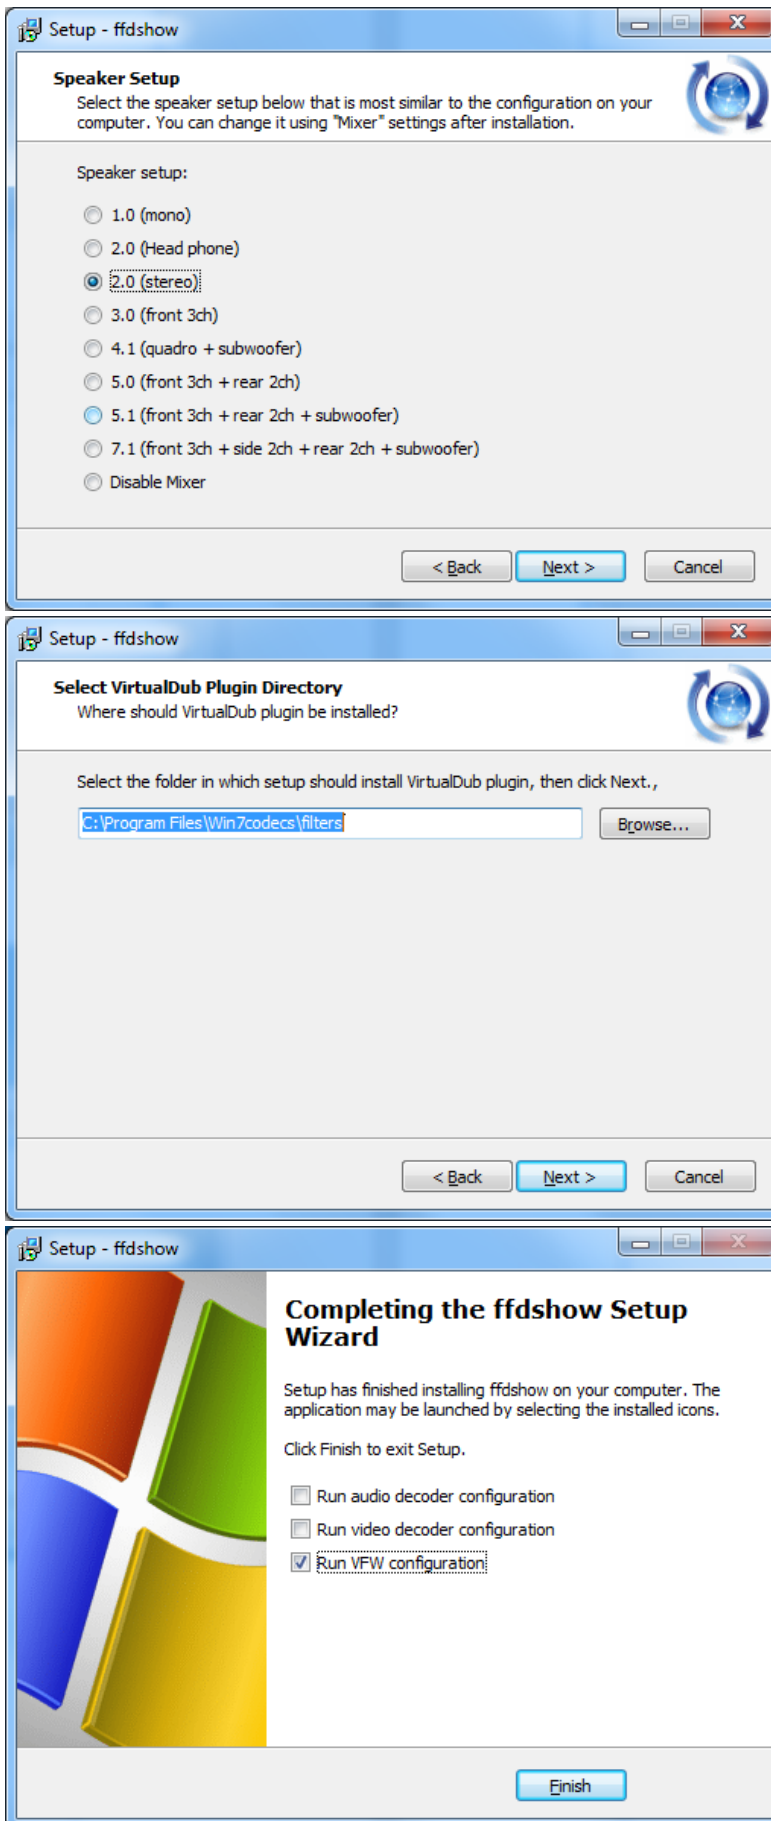 Setup - ffdshow
Speaker Setup
Select the speaker setup below that is most similar to the configuration on your
computer. You can change it using "Mixer" settings after installation.
Speaker setup:
1.0 (mono)
2.0 (Head phone)
2.0 (stereo)
3.0 (front 3ch)
4.1 (quadro + subwoofer)
5.0 (front 3ch + rear 2ch)
5.1 (front 3ch + rear 2ch + subwoofer)
7.1 (front 3ch + side 2ch + rear 2ch + subwoofer)
Disable Mixer
< Back Next > Cancel
Setup - ffdshow
Select VirtualDub Plugin Directory
Where should VirtualDub plugin be installed?
Select the folder in which setup should install VirtualDub plugin, then click Next.,
C:\Program Files\Win7codecs\filters Browse...
< Back Next > Cancel
Setup - ffdshow
Completing the ffdshow Setup
Wizard
Setup has finished installing ffdshow on your computer. The
application may be launched by selecting the installed icons.
Click Finish to exit Setup.
Run audio decoder configuration
Run video decoder configuration
Run VFW configuration
Finish